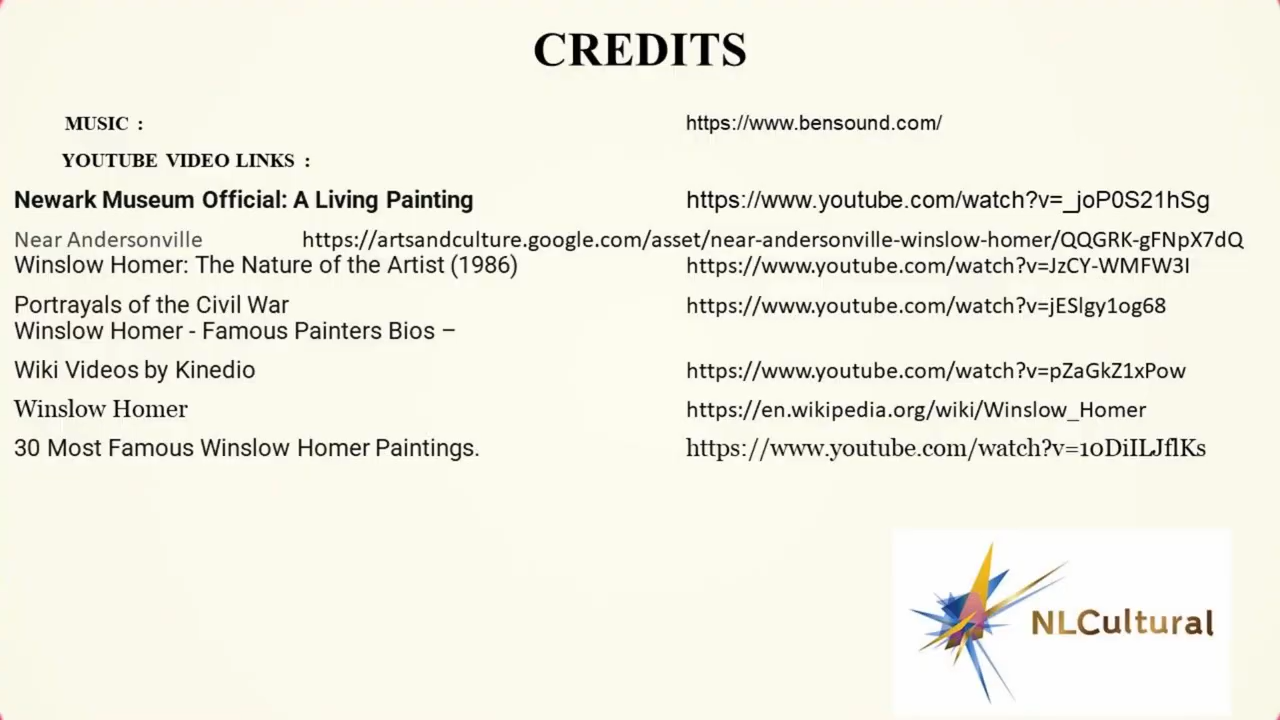 CREDITS
MUSIC : https://www.bensound.com/
YOUTUBE VIDEO LINKS :
Newark Museum Official: A Living Painting https://www.youtube.com/watch?v=_joP0S21hSg
Near Andersonville https://artsandculture.google.com/asset/near-andersonville-winslow-homer/QQGRK-gFNpX7dQ
Winslow Homer: The Nature of the Artist (1986) https://www.youtube.com/watch?v=JzCY-WMFW3I
Portrayals of the Civil War https://www.youtube.com/watch?v=jESlgy1og68
Winslow Homer - Famous Painters Bios –
Wiki Videos by Kinedio https://www.youtube.com/watch?v=pZaGkZ1xPow
Winslow Homer https://en.wikipedia.org/wiki/Winslow_Homer
30 Most Famous Winslow Homer Paintings. https://www.youtube.com/watch?v=10DiILJflKs
NLCultural